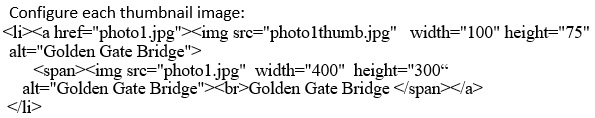 Configure each thumbnail image:
<li><a href="photo1.jpg"><img src="photo1thumb.jpg"   width="100" height="75"
alt="Golden Gate Bridge">
<span><img src="photo1.jpg"  width="400"  height="300“
alt="Golden Gate Bridge"><br>Golden Gate Bridge </span></a>
</li>